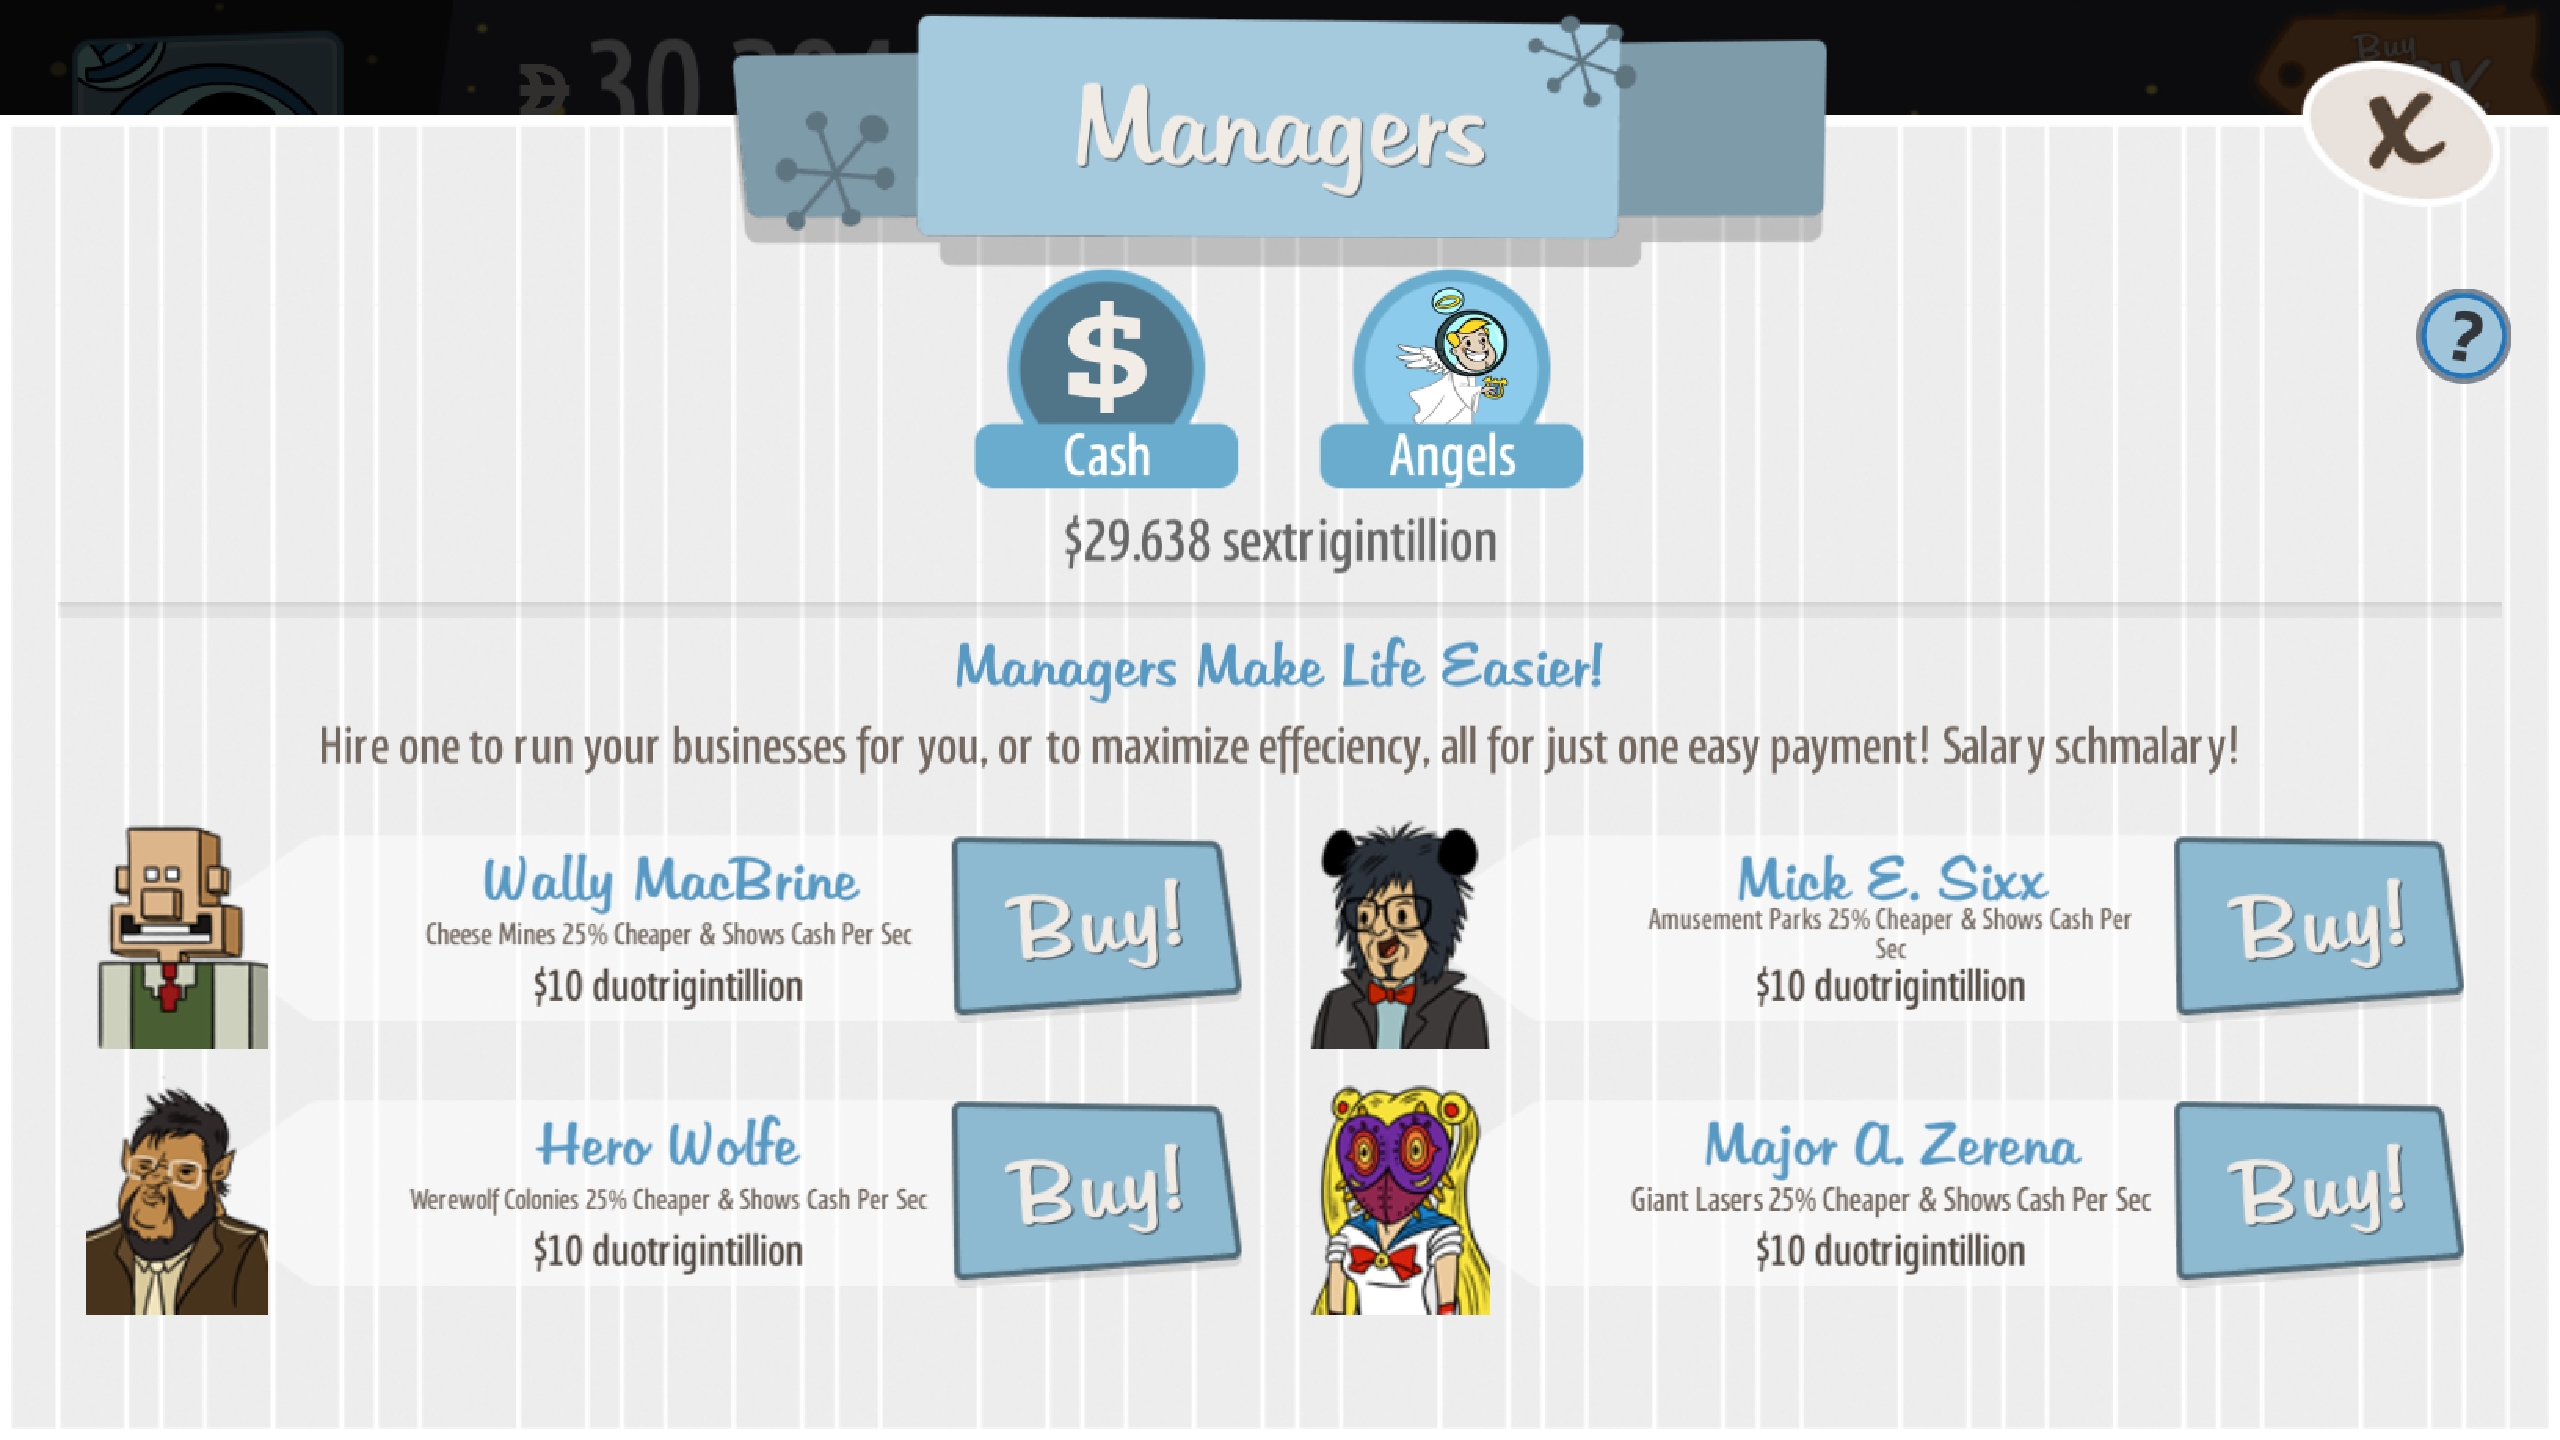 30
Buy
Managers
X
?
$
Cash
Angels
$29.638 sextrigintillion
Managers Make Life Easier!
Hire one to run your businesses for you, or to maximize effeciency, all for just one easy payment! Salary schmalary!
Wally MacBrine
Cheese Mines 25% Cheaper & Shows Cash Per Sec
$10 duotrigintillion
Buy!
Mick E. Sixx
Amusement Parks 25% Cheaper & Shows Cash Per
Sec
$10 duotrigintillion
Buy!
Hero Wolfe
Werewolf Colonies 25% Cheaper & Shows Cash Per Sec
$10 duotrigintillion
Buy!
Major A. Zerena
Giant Lasers 25% Cheaper & Shows Cash Per Sec
$10 duotrigintillion
Buy!